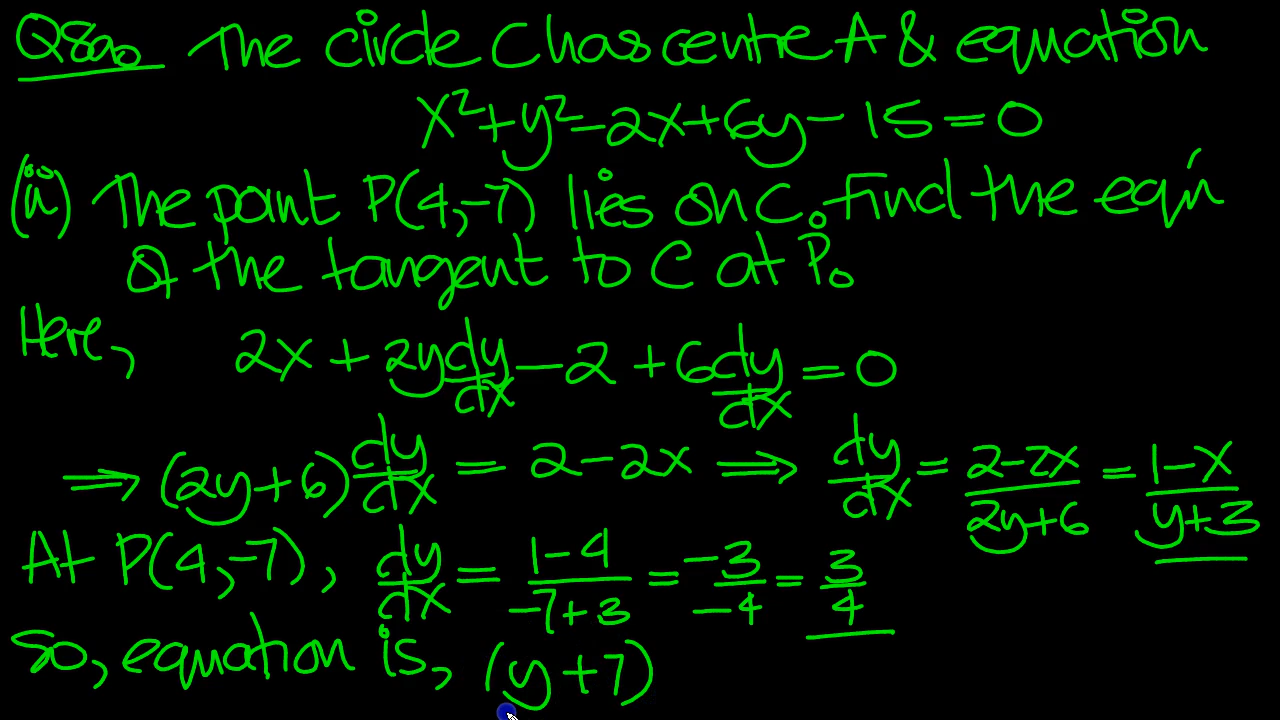 Q8a. The circle C has centre A & equation
x²+y²-2x+6y-15=0
(ii) The point P(4,-7) lies on C. Find the eq'n
of the tangent to C at P.
Here, 2x + 2y dy/dx - 2 + 6 dy/dx = 0
⇒ (2y+6) dy/dx = 2-2x ⇒ dy/dx = (2-2x)/(2y+6) = (1-x)/(y+3)
At P(4,-7), dy/dx = (1-4)/(-7+3) = -3/-4 = 3/4
So, equation is, (y+7)